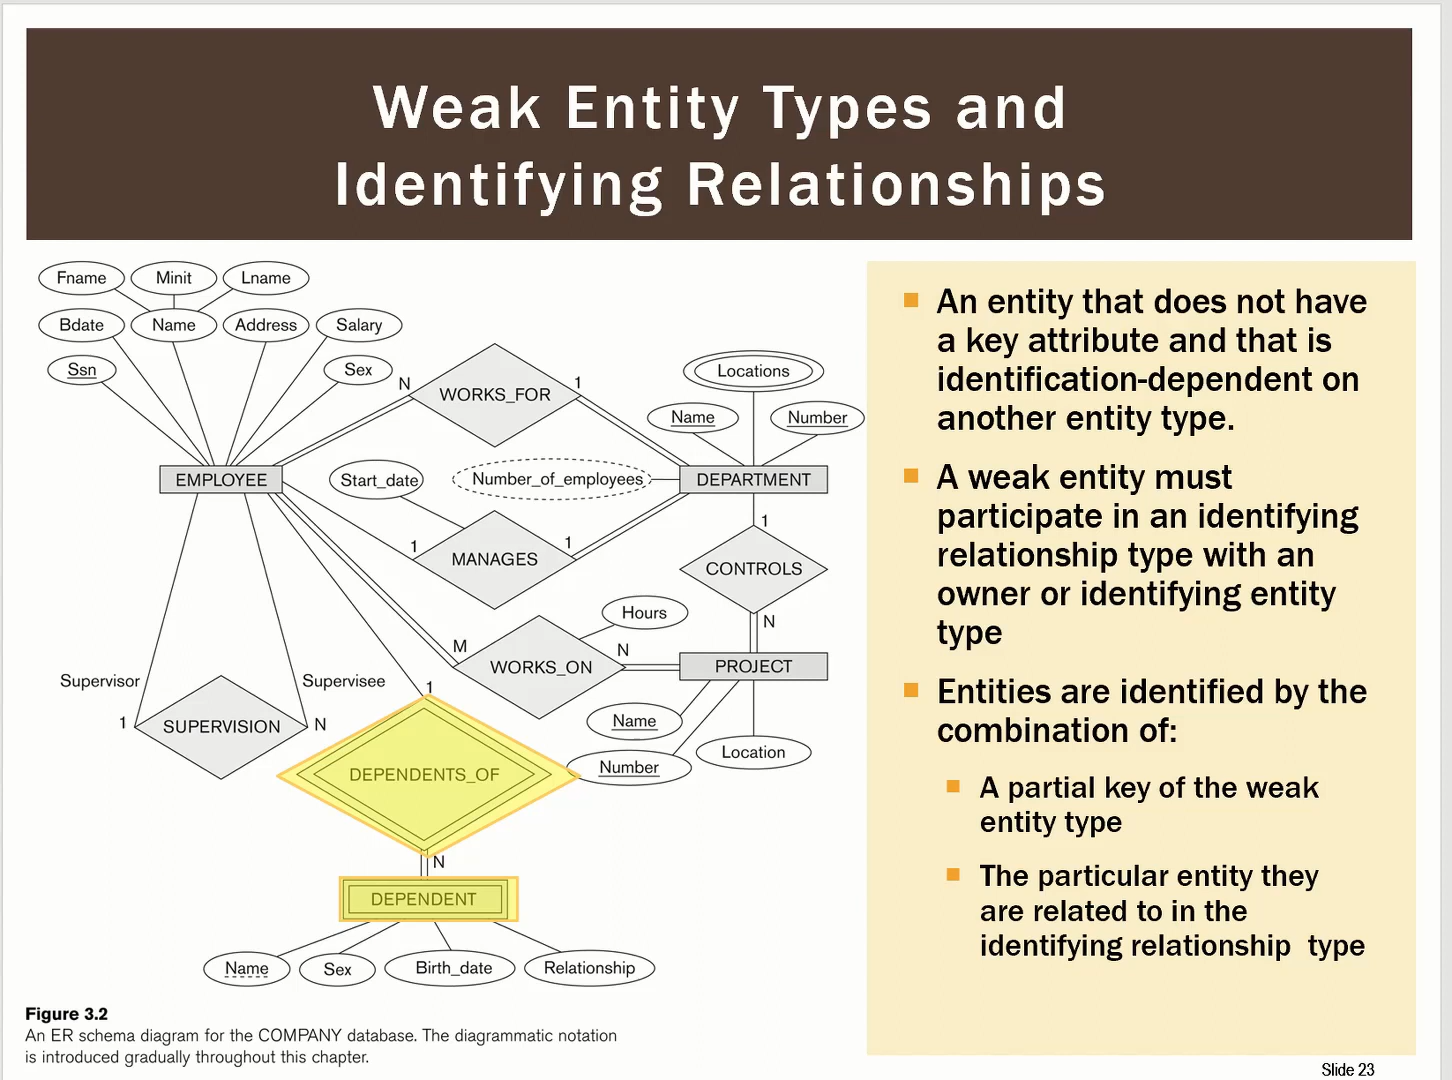 Weak Entity Types and
Identifying Relationships
Fname Minit Lname
Bdate Name Address Salary
Ssn Sex
N WORKS_FOR 1
Locations
Name Number
EMPLOYEE
Start_date Number_of_employees DEPARTMENT
1 MANAGES 1
1
CONTROLS
N
Hours
M WORKS_ON N PROJECT
Supervisor Supervisee
1 SUPERVISION N
1
Name
Number Location
DEPENDENTS_OF
N
DEPENDENT
Name Sex Birth_date Relationship
Figure 3.2
An ER schema diagram for the COMPANY database. The diagrammatic notation
is introduced gradually throughout this chapter.
An entity that does not have
a key attribute and that is
identification-dependent on
another entity type.
A weak entity must
participate in an identifying
relationship type with an
owner or identifying entity
type
Entities are identified by the
combination of:
A partial key of the weak
entity type
The particular entity they
are related to in the
identifying relationship type
Slide 23